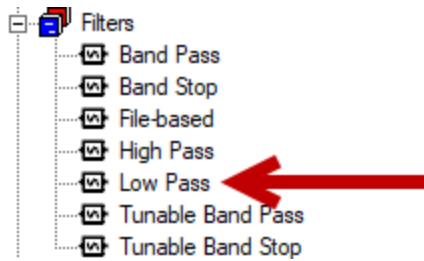 Filters
Band Pass
Band Stop
File-based
High Pass
Low Pass
Tunable Band Pass
Tunable Band Stop